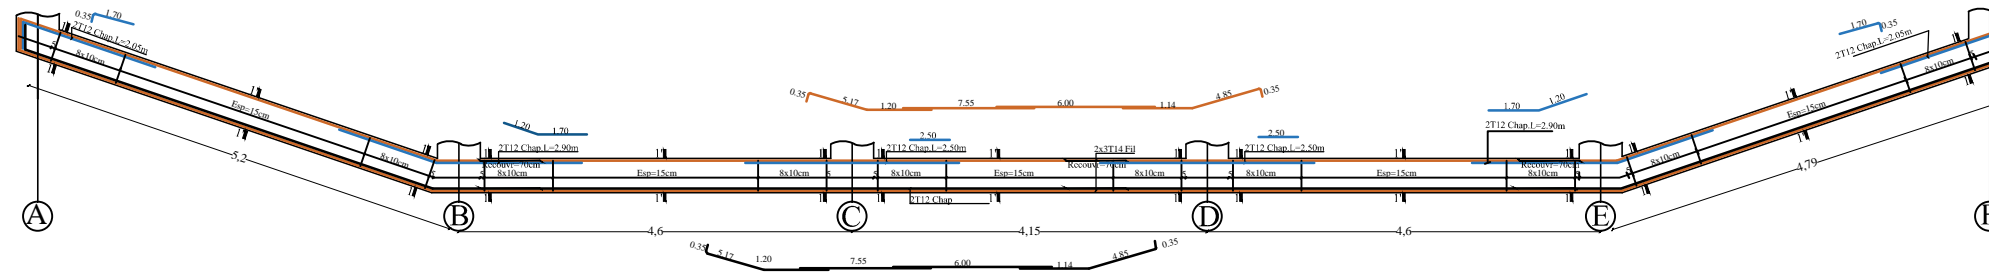 0.35 1.70
2T12 Chap.L=2.05m
8x10cm
Esp=15cm
8x10cm
5,2
A
1.20 1.70
2T12 Chap.L=2.90m
Recouvr=70cm
8x10cm
Esp=15cm
8x10cm
B
4,6
0.35 5.17 1.20 7.55 6.00 1.14 4.85 0.35
2.50
2T12 Chap.L=2.50m
8x10cm
Esp=15cm
2T12 Chap
C
4,15
2x3T14 Fil
Recouvr=70cm
8x10cm
2.50
2T12 Chap.L=2.50m
8x10cm
Esp=15cm
D
4,6
1.70 1.20
2T12 Chap.L=2.90m
Recouvr=70cm
8x10cm
E
8x10cm
Esp=15cm
8x10cm
1.70 0.35
2T12 Chap.L=2.05m
4,79
0.35 5.17 1.20 7.55 6.00 1.14 4.85 0.35